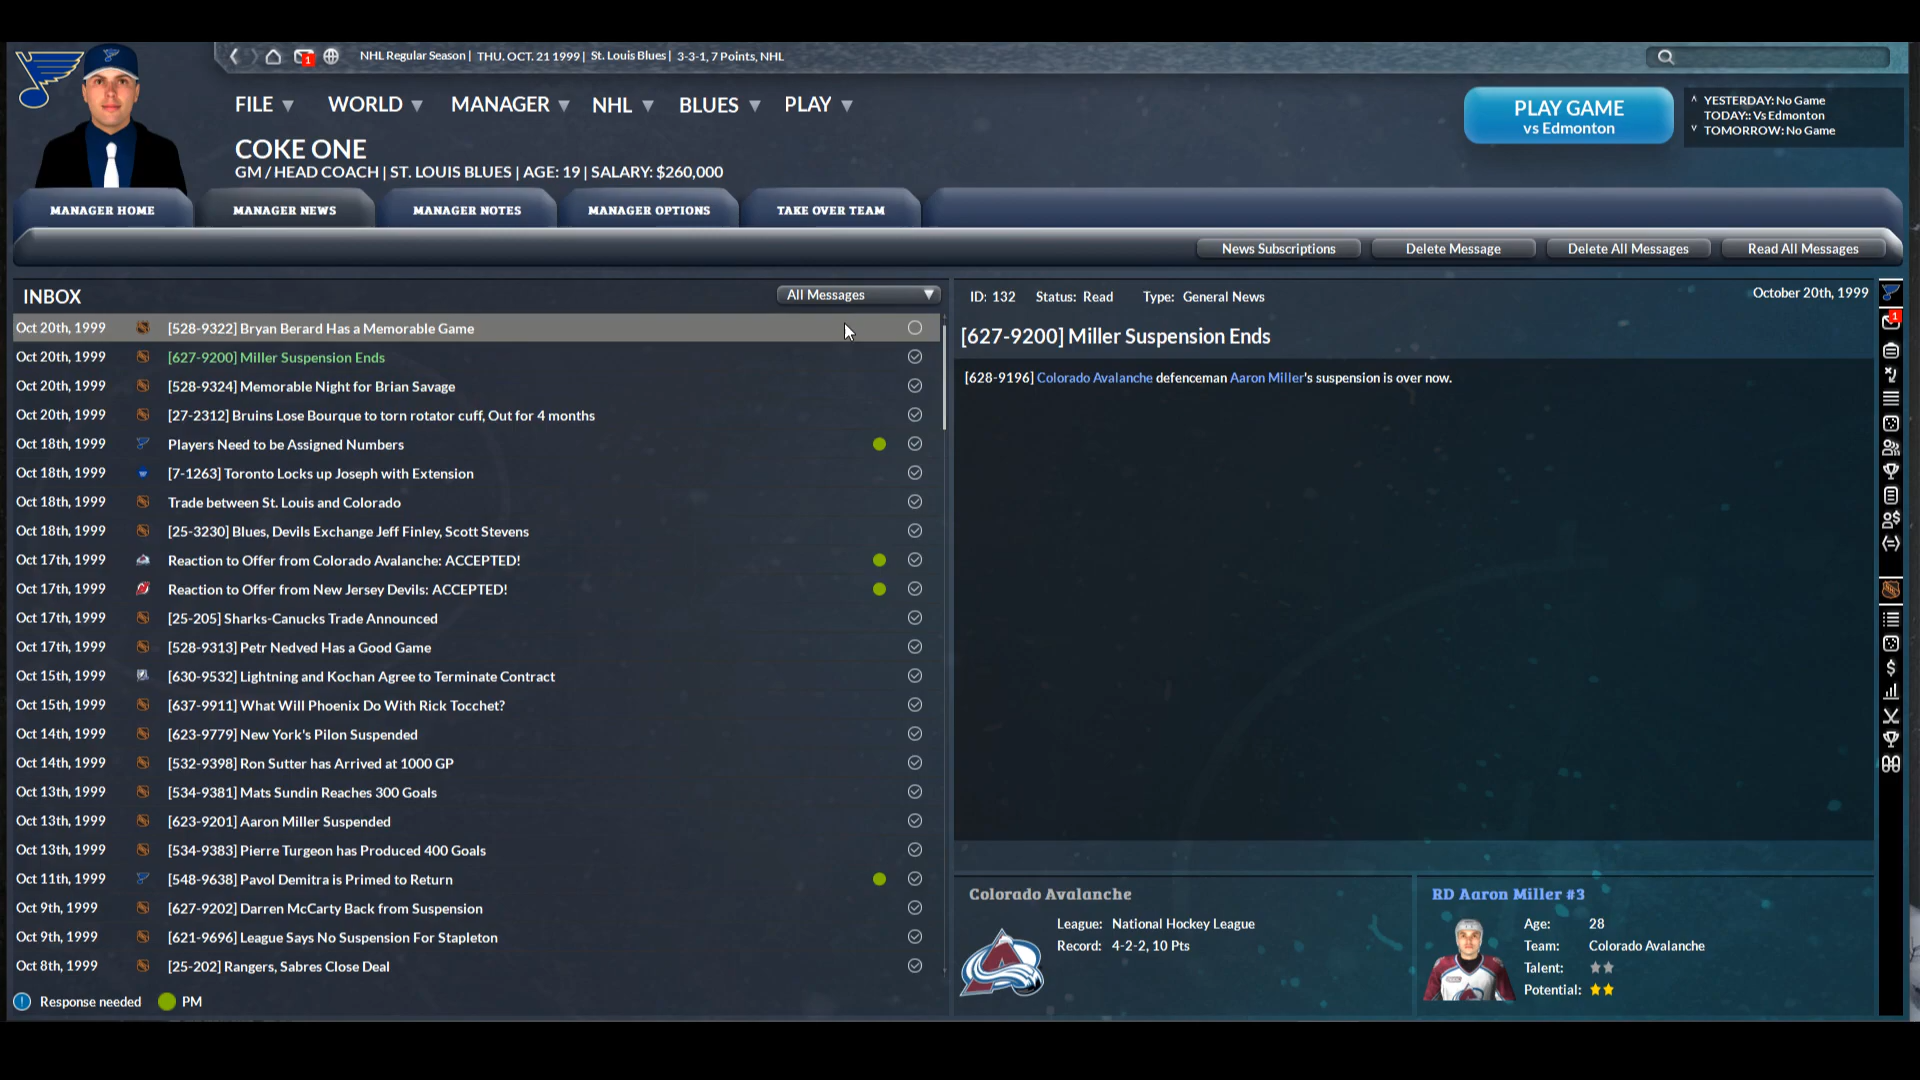 NHL Regular Season | THU. OCT. 21 1999 | St. Louis Blues | 3-3-1, 7 Points, NHL
1
FILE WORLD MANAGER NHL BLUES PLAY
PLAY GAME
vs Edmonton
YESTERDAY: No Game
TODAY:: Vs Edmonton
TOMORROW: No Game
COKE ONE
GM / HEAD COACH | ST. LOUIS BLUES | AGE: 19 | SALARY: $260,000
MANAGER HOME MANAGER NEWS MANAGER NOTES MANAGER OPTIONS TAKE OVER TEAM
News Subscriptions Delete Message Delete All Messages Read All Messages
INBOX All Messages
Oct 20th, 1999 [528-9322] Bryan Berard Has a Memorable Game
Oct 20th, 1999 [627-9200] Miller Suspension Ends
Oct 20th, 1999 [528-9324] Memorable Night for Brian Savage
Oct 20th, 1999 [27-2312] Bruins Lose Bourque to torn rotator cuff, Out for 4 months
Oct 18th, 1999 Players Need to be Assigned Numbers
Oct 18th, 1999 [7-1263] Toronto Locks up Joseph with Extension
Oct 18th, 1999 Trade between St. Louis and Colorado
Oct 18th, 1999 [25-3230] Blues, Devils Exchange Jeff Finley, Scott Stevens
Oct 17th, 1999 Reaction to Offer from Colorado Avalanche: ACCEPTED!
Oct 17th, 1999 Reaction to Offer from New Jersey Devils: ACCEPTED!
Oct 17th, 1999 [25-205] Sharks-Canucks Trade Announced
Oct 17th, 1999 [528-9313] Petr Nedved Has a Good Game
Oct 15th, 1999 [630-9532] Lightning and Kochan Agree to Terminate Contract
Oct 15th, 1999 [637-9911] What Will Phoenix Do With Rick Tocchet?
Oct 14th, 1999 [623-9779] New York's Pilon Suspended
Oct 14th, 1999 [532-9398] Ron Sutter has Arrived at 1000 GP
Oct 13th, 1999 [534-9381] Mats Sundin Reaches 300 Goals
Oct 13th, 1999 [623-9201] Aaron Miller Suspended
Oct 13th, 1999 [534-9383] Pierre Turgeon has Produced 400 Goals
Oct 11th, 1999 [548-9638] Pavol Demitra is Primed to Return
Oct 9th, 1999 [627-9202] Darren McCarty Back from Suspension
Oct 9th, 1999 [621-9696] League Says No Suspension For Stapleton
Oct 8th, 1999 [25-202] Rangers, Sabres Close Deal
Response needed PM
ID: 132 Status: Read Type: General News October 20th, 1999
[627-9200] Miller Suspension Ends
[628-9196] Colorado Avalanche defenceman Aaron Miller's suspension is over now.
1
Colorado Avalanche
League: National Hockey League
Record: 4-2-2, 10 Pts
RD Aaron Miller #3
Age: 28
Team: Colorado Avalanche
Talent:
Potential: